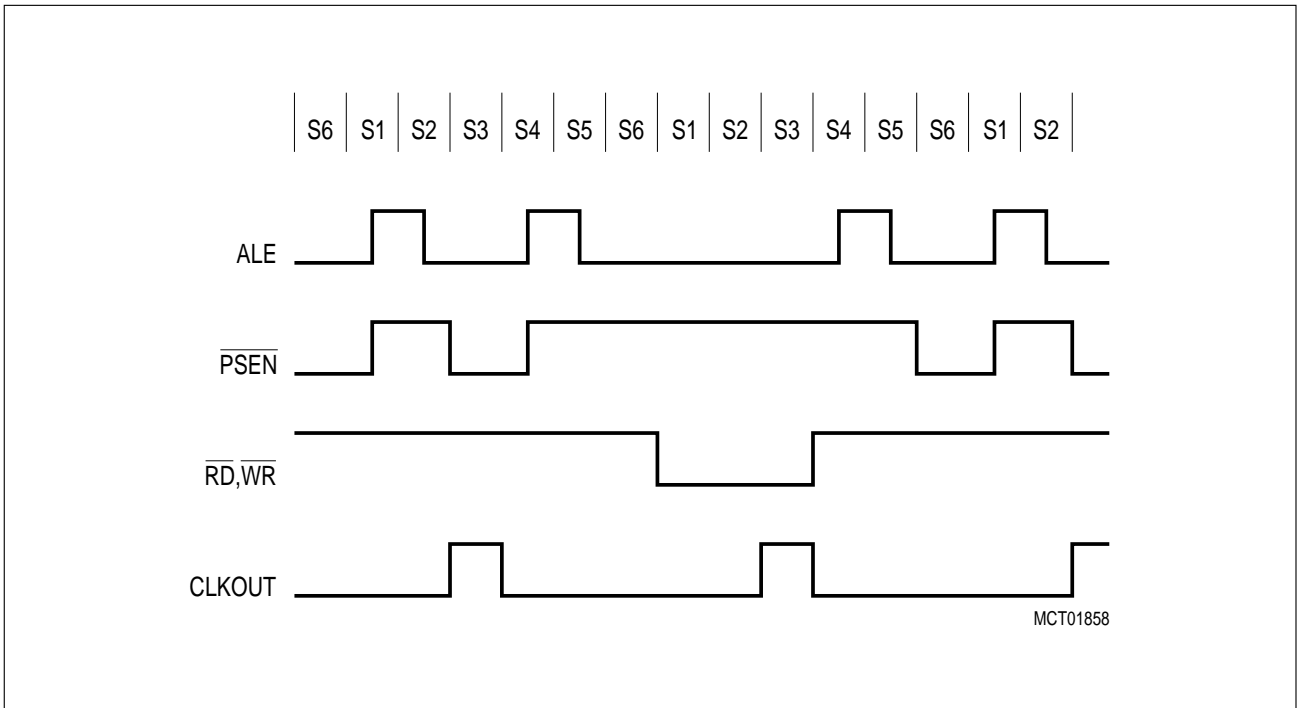 S6 S1 S2 S3 S4 S5 S6 S1 S2 S3 S4 S5 S6 S1 S2
ALE
PSEN
RD,WR
CLKOUT
MCT01858